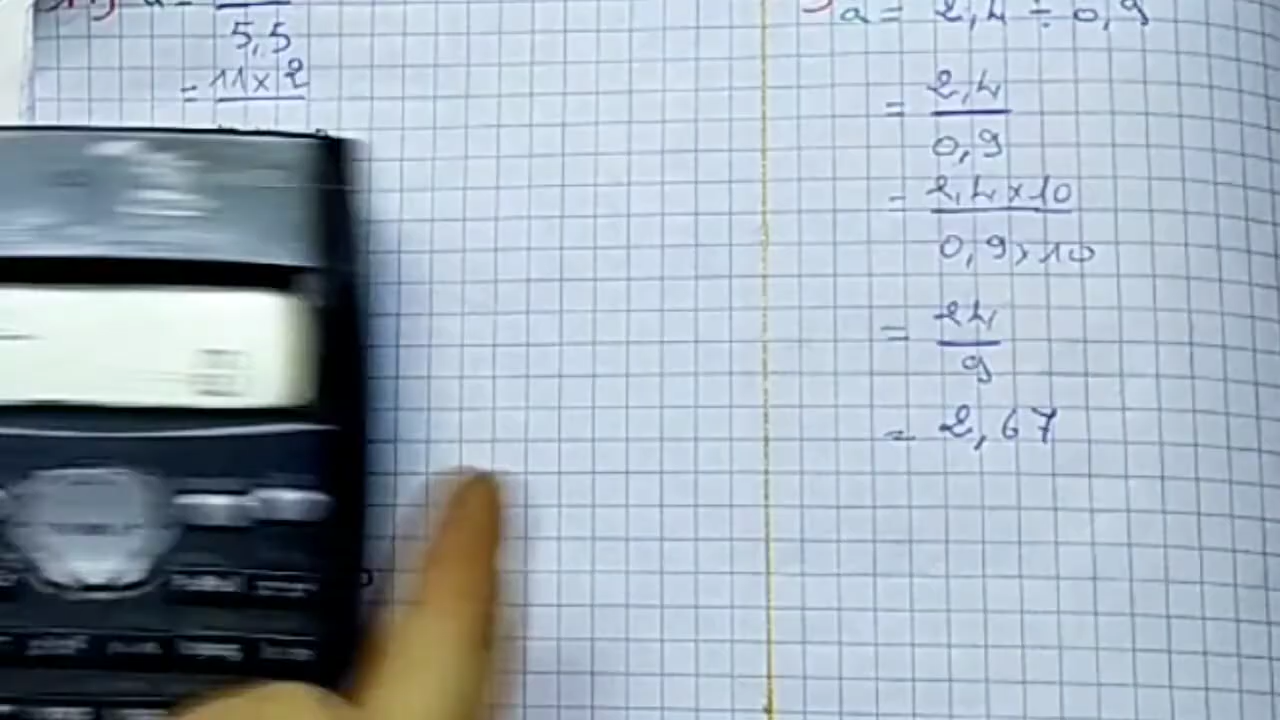 a =
5,5
= 11 × 2
a = 2,4 ÷ 0,9
= 2,4
0,9
= 2,4 × 10
0,9 × 10
= 24
9
= 2,67